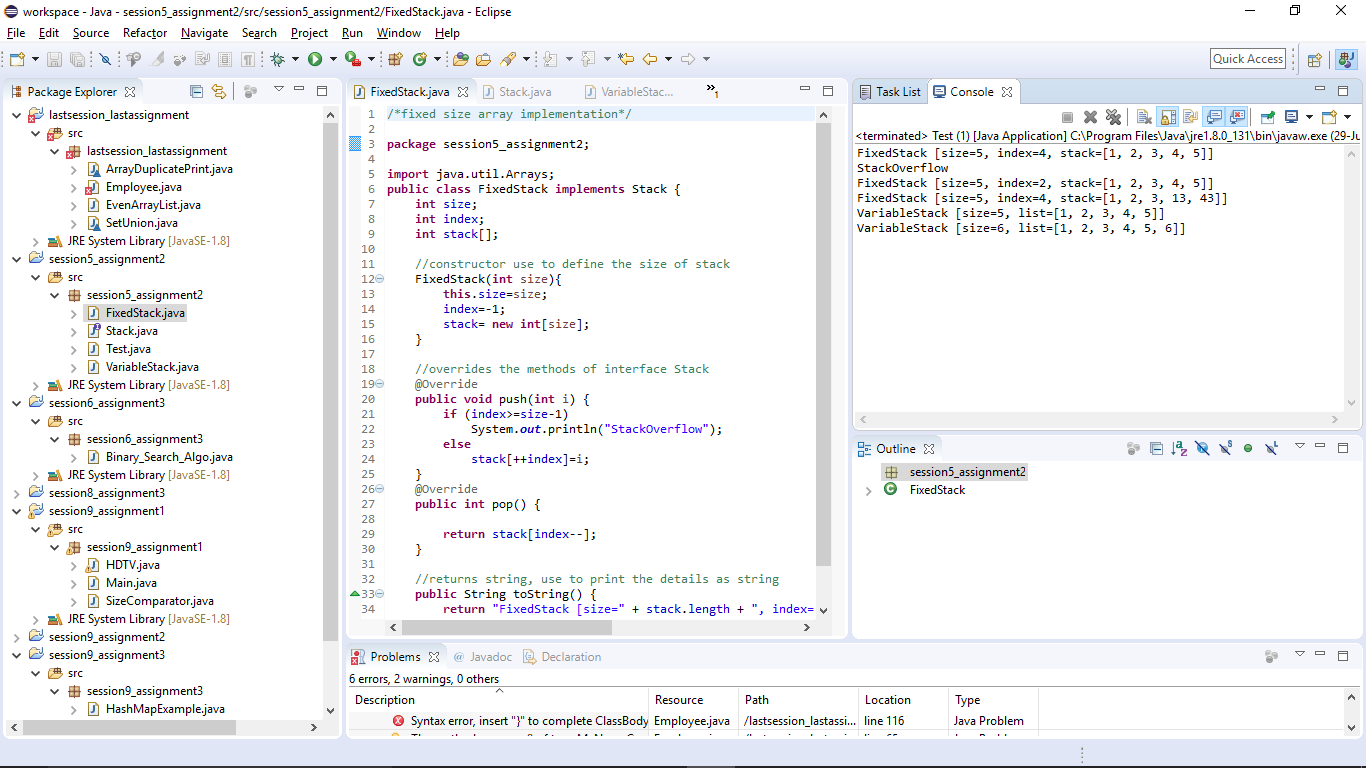 workspace - Java - session5_assignment2/src/session5_assignment2/FixedStack.java - Eclipse
File Edit Source Refactor Navigate Search Project Run Window Help
Quick Access
Package Explorer
lastsession_lastassignment
src
lastsession_lastassignment
ArrayDuplicatePrint.java
Employee.java
EvenArrayList.java
SetUnion.java
JRE System Library [JavaSE-1.8]
session5_assignment2
src
session5_assignment2
FixedStack.java
Stack.java
Test.java
VariableStack.java
JRE System Library [JavaSE-1.8]
session6_assignment3
src
session6_assignment3
Binary_Search_Algo.java
JRE System Library [JavaSE-1.8]
session8_assignment3
session9_assignment1
src
session9_assignment1
HDTV.java
Main.java
SizeComparator.java
JRE System Library [JavaSE-1.8]
session9_assignment2
session9_assignment3
src
session9_assignment3
HashMapExample.java
FixedStack.java Stack.java VariableStac... »1
1 /*fixed size array implementation*/
2
3 package session5_assignment2;
4
5 import java.util.Arrays;
6 public class FixedStack implements Stack {
7 int size;
8 int index;
9 int stack[];
10
11 //constructor use to define the size of stack
12 FixedStack(int size){
13 this.size=size;
14 index=-1;
15 stack= new int[size];
16 }
17
18 //overrides the methods of interface Stack
19 @Override
20 public void push(int i) {
21 if (index>=size-1)
22 System.out.println("StackOverflow");
23 else
24 stack[++index]=i;
25 }
26 @Override
27 public int pop() {
28
29 return stack[index--];
30 }
31
32 //returns string, use to print the details as string
33 public String toString() {
34 return "FixedStack [size=" + stack.length + ", index=
Task List Console
<terminated> Test (1) [Java Application] C:\Program Files\Java\jre1.8.0_131\bin\javaw.exe (29-Ju
FixedStack [size=5, index=4, stack=[1, 2, 3, 4, 5]]
StackOverflow
FixedStack [size=5, index=2, stack=[1, 2, 3, 4, 5]]
FixedStack [size=5, index=4, stack=[1, 2, 3, 13, 43]]
VariableStack [size=5, list=[1, 2, 3, 4, 5]]
VariableStack [size=6, list=[1, 2, 3, 4, 5, 6]]
Outline
session5_assignment2
FixedStack
Problems @ Javadoc Declaration
6 errors, 2 warnings, 0 others
Description Resource Path Location Type
Syntax error, insert "}" to complete ClassBody Employee.java /lastsession_lastassi... line 116 Java Problem